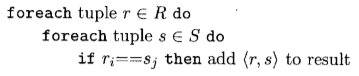 foreach tuple r ∈ R do
foreach tuple s ∈ S do
if rᵢ==sⱼ then add ⟨r, s⟩ to result